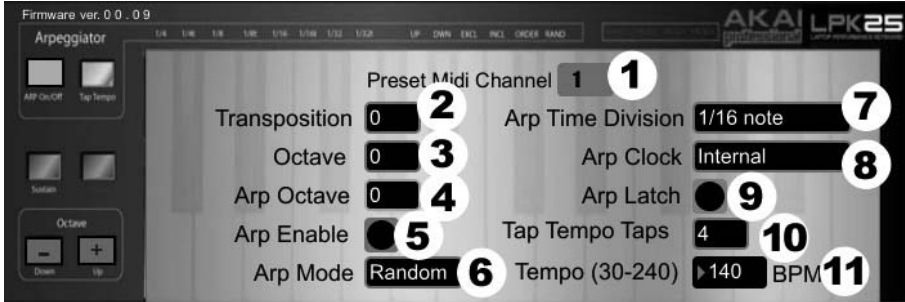 Firmware ver. 0 0 . 0 9
Arpeggiator
1/4 1/4t 1/8 1/8t 1/16 1/16t 1/32 1/32t UP DWN EXCL INCL ORDER RAND
AKAI
professional
LPK25
LAPTOP PERFORMANCE KEYBOARD
ARP On/Off Tap Tempo
Preset Midi Channel 1 1
Transposition 0 2 Arp Time Division 1/16 note 7
Octave 0 3 Arp Clock Internal 8
Arp Octave 0 4 Arp Latch 9
Sustain
Arp Enable 5 Tap Tempo Taps 4 10
Octave
Arp Mode Random 6 Tempo (30-240) 140 BPM 11
- +
Down Up